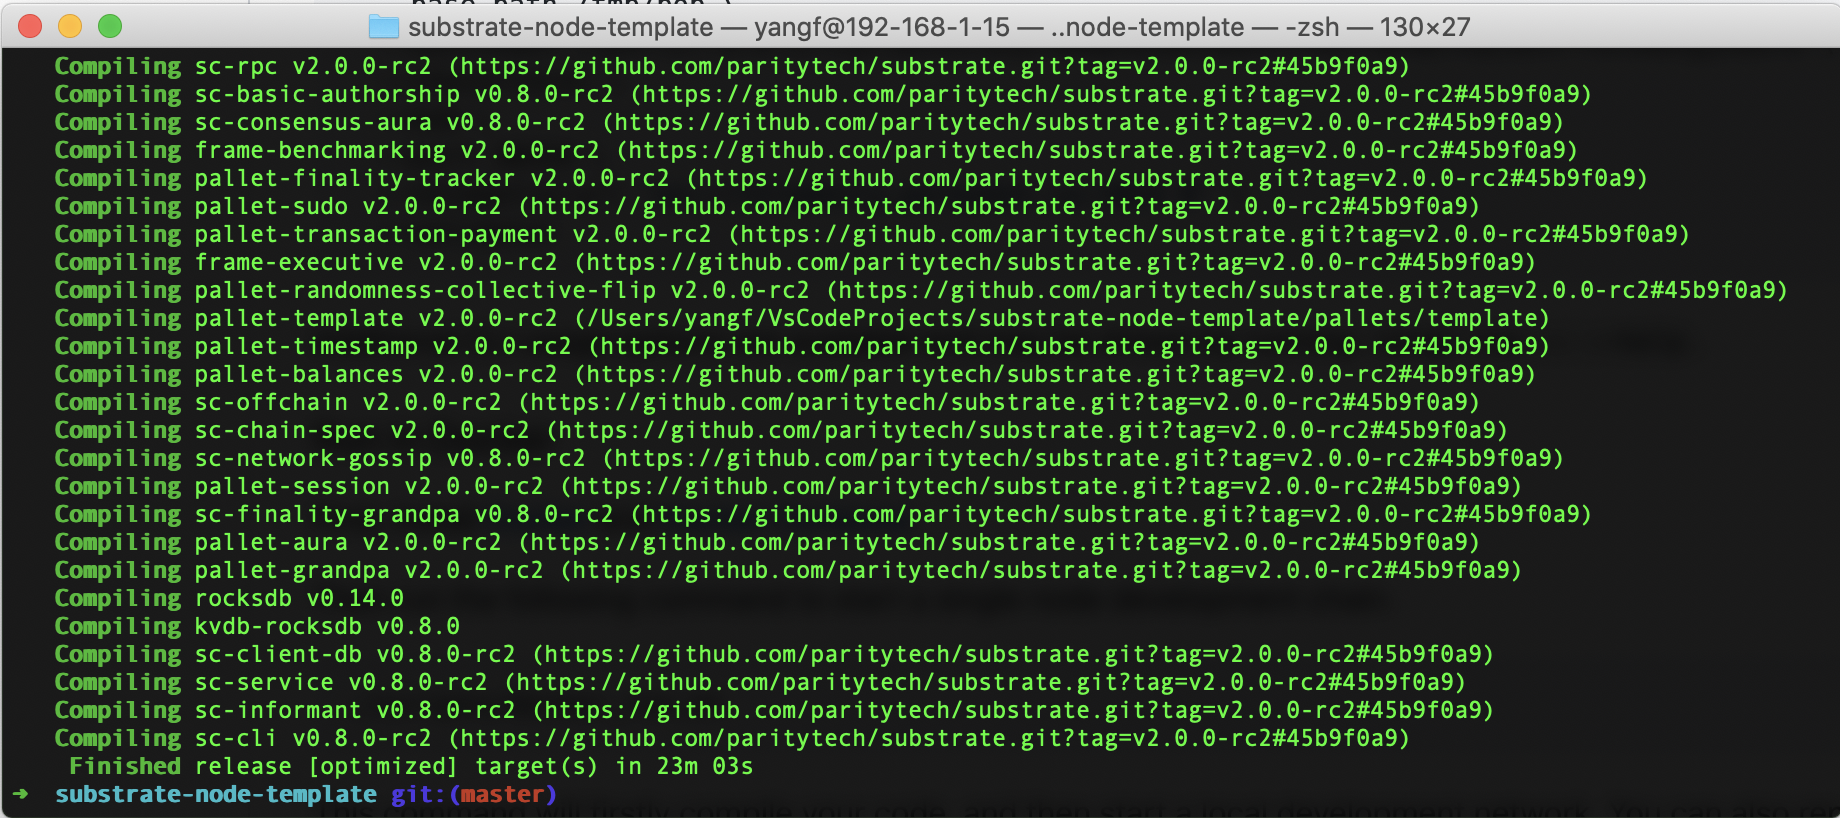 base-path /tmp/bob \
substrate-node-template — yangf@192-168-1-15 — ..node-template — -zsh — 130×27
Compiling sc-rpc v2.0.0-rc2 (https://github.com/paritytech/substrate.git?tag=v2.0.0-rc2#45b9f0a9)
Compiling sc-basic-authorship v0.8.0-rc2 (https://github.com/paritytech/substrate.git?tag=v2.0.0-rc2#45b9f0a9)
Compiling sc-consensus-aura v0.8.0-rc2 (https://github.com/paritytech/substrate.git?tag=v2.0.0-rc2#45b9f0a9)
Compiling frame-benchmarking v2.0.0-rc2 (https://github.com/paritytech/substrate.git?tag=v2.0.0-rc2#45b9f0a9)
Compiling pallet-finality-tracker v2.0.0-rc2 (https://github.com/paritytech/substrate.git?tag=v2.0.0-rc2#45b9f0a9)
Compiling pallet-sudo v2.0.0-rc2 (https://github.com/paritytech/substrate.git?tag=v2.0.0-rc2#45b9f0a9)
Compiling pallet-transaction-payment v2.0.0-rc2 (https://github.com/paritytech/substrate.git?tag=v2.0.0-rc2#45b9f0a9)
Compiling frame-executive v2.0.0-rc2 (https://github.com/paritytech/substrate.git?tag=v2.0.0-rc2#45b9f0a9)
Compiling pallet-randomness-collective-flip v2.0.0-rc2 (https://github.com/paritytech/substrate.git?tag=v2.0.0-rc2#45b9f0a9)
Compiling pallet-template v2.0.0-rc2 (/Users/yangf/VsCodeProjects/substrate-node-template/pallets/template)
Compiling pallet-timestamp v2.0.0-rc2 (https://github.com/paritytech/substrate.git?tag=v2.0.0-rc2#45b9f0a9)
Compiling pallet-balances v2.0.0-rc2 (https://github.com/paritytech/substrate.git?tag=v2.0.0-rc2#45b9f0a9)
Compiling sc-offchain v2.0.0-rc2 (https://github.com/paritytech/substrate.git?tag=v2.0.0-rc2#45b9f0a9)
Compiling sc-chain-spec v2.0.0-rc2 (https://github.com/paritytech/substrate.git?tag=v2.0.0-rc2#45b9f0a9)
Compiling sc-network-gossip v0.8.0-rc2 (https://github.com/paritytech/substrate.git?tag=v2.0.0-rc2#45b9f0a9)
Compiling pallet-session v2.0.0-rc2 (https://github.com/paritytech/substrate.git?tag=v2.0.0-rc2#45b9f0a9)
Compiling sc-finality-grandpa v0.8.0-rc2 (https://github.com/paritytech/substrate.git?tag=v2.0.0-rc2#45b9f0a9)
Compiling pallet-aura v2.0.0-rc2 (https://github.com/paritytech/substrate.git?tag=v2.0.0-rc2#45b9f0a9)
Compiling pallet-grandpa v2.0.0-rc2 (https://github.com/paritytech/substrate.git?tag=v2.0.0-rc2#45b9f0a9)
Compiling rocksdb v0.14.0
Compiling kvdb-rocksdb v0.8.0
Compiling sc-client-db v0.8.0-rc2 (https://github.com/paritytech/substrate.git?tag=v2.0.0-rc2#45b9f0a9)
Compiling sc-service v0.8.0-rc2 (https://github.com/paritytech/substrate.git?tag=v2.0.0-rc2#45b9f0a9)
Compiling sc-informant v0.8.0-rc2 (https://github.com/paritytech/substrate.git?tag=v2.0.0-rc2#45b9f0a9)
Compiling sc-cli v0.8.0-rc2 (https://github.com/paritytech/substrate.git?tag=v2.0.0-rc2#45b9f0a9)
Finished release [optimized] target(s) in 23m 03s
➜ substrate-node-template git:(master)
This command will firstly compile your code, and then start a local development network. You can also